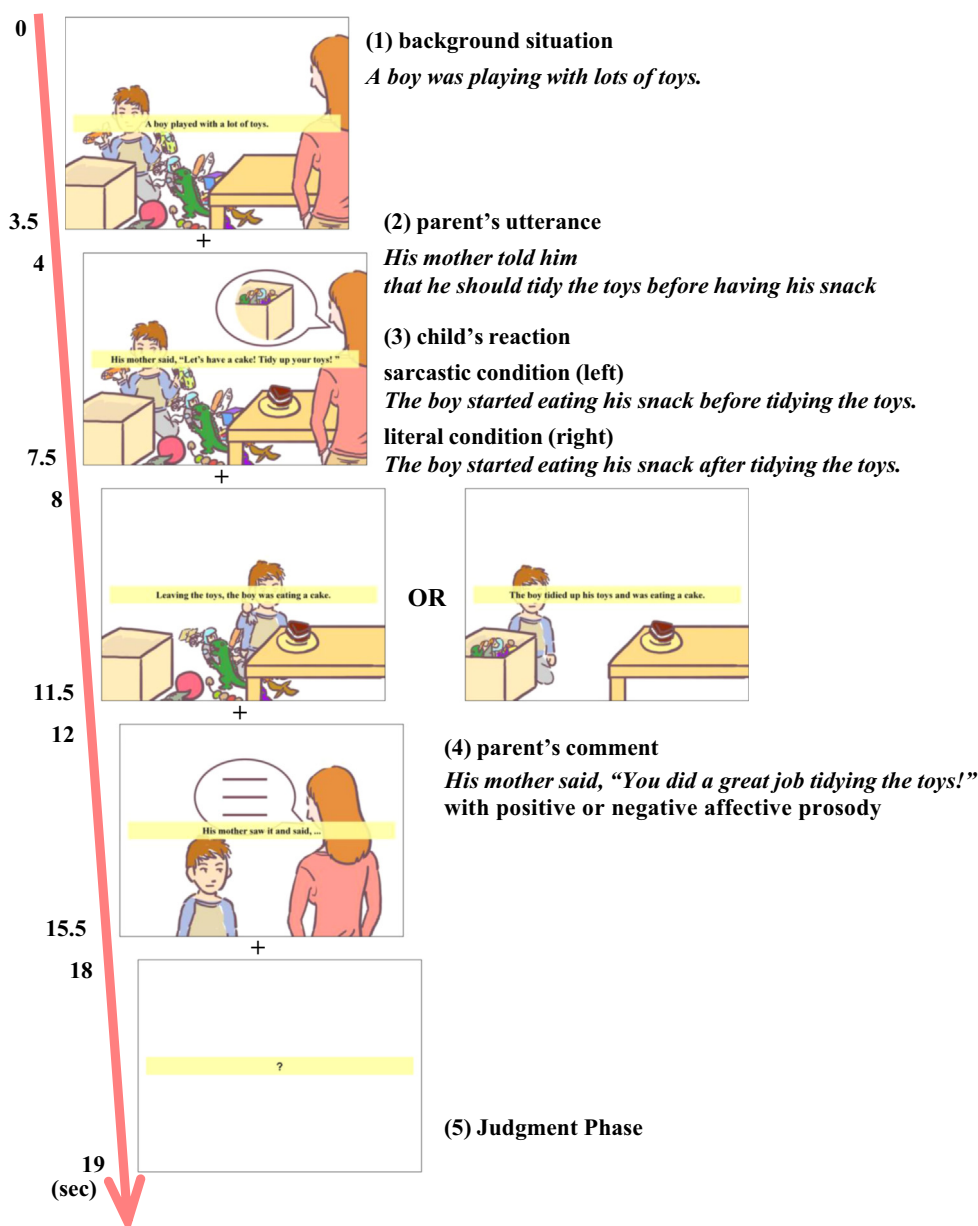 0
(1) background situation
A boy was playing with lots of toys.
A boy played with a lot of toys.
3.5
+
(2) parent’s utterance
4
His mother told him
that he should tidy the toys before having his snack
(3) child’s reaction
His mother said, “Let’s have a cake! Tidy up your toys! ”
sarcastic condition (left)
The boy started eating his snack before tidying the toys.
literal condition (right)
7.5
The boy started eating his snack after tidying the toys.
+
8
Leaving the toys, the boy was eating a cake.
OR
The boy tidied up his toys and was eating a cake.
11.5
+
12
(4) parent’s comment
His mother said, “You did a great job tidying the toys!”
with positive or negative affective prosody
His mother saw it and said, ...
15.5
+
18
?
(5) Judgment Phase
19
(sec)